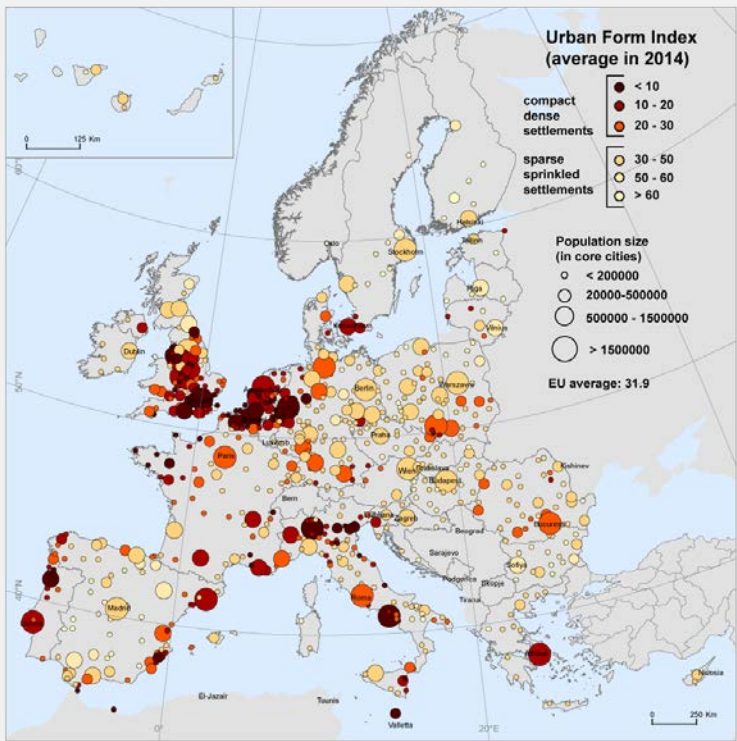 Urban Form Index
(average in 2014)
compact
dense
settlements
< 10
10 - 20
20 - 30
sparse
sprinkled
settlements
30 - 50
50 - 60
> 60
Population size
(in core cities)
< 200000
20000-500000
500000 - 1500000
> 1500000
EU average: 31.9
0
125 Km
60°N
50°N
40°N
0°
20°E
0
250 Km
Oslo
Stockholm
Helsinki
Tallinn
Riga
Vilnius
Dublin
Berlin
Warszawa
Praha
Luxemb
Paris
Bern
Wien
Bratislava
Budapest
Kishinev
Zagreb
Beograd
Bucuresti
Sarajevo
Podgorica
Skopje
Sofiya
Tirana
Roma
Madrid
El-Jazair
Tounis
Valletta
Nicosia